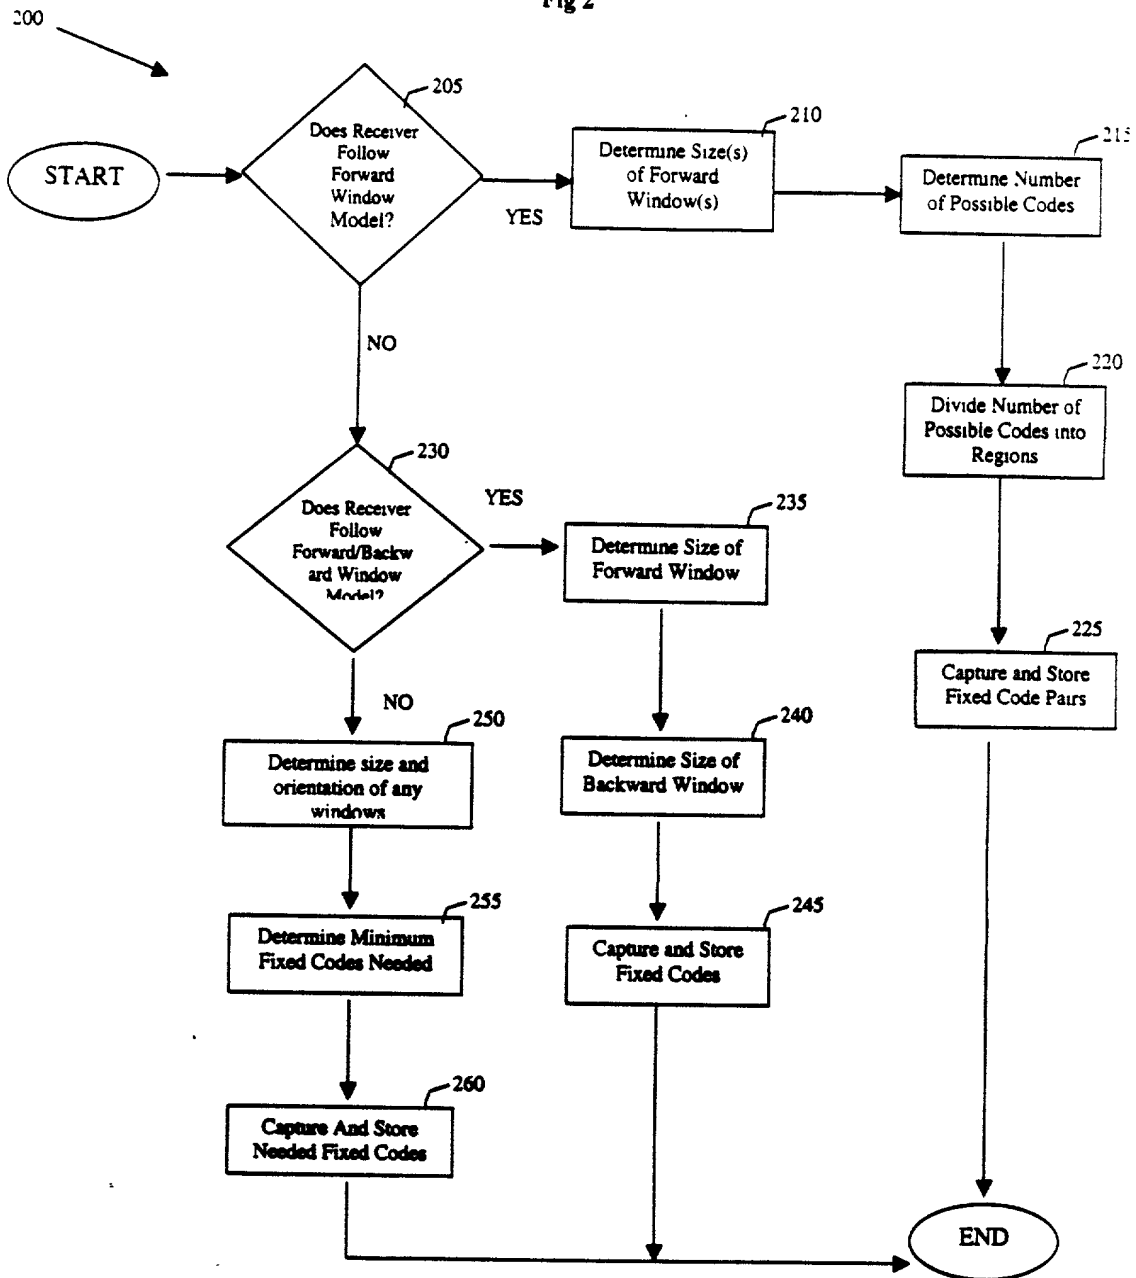 Fig 2
200
START
205
Does Receiver
Follow
Forward
Window
Model?
YES
210
Determine Size(s)
of Forward
Window(s)
215
Determine Number
of Possible Codes
NO
220
Divide Number of
Possible Codes into
Regions
230
Does Receiver
Follow
Forward/Backw
ard Window
Model?
YES
235
Determine Size of
Forward Window
225
Capture and Store
Fixed Code Pairs
NO
250
Determine size and
orientation of any
windows
240
Determine Size of
Backward Window
255
Determine Minimum
Fixed Codes Needed
245
Capture and Store
Fixed Codes
260
Capture And Store
Needed Fixed Codes
END